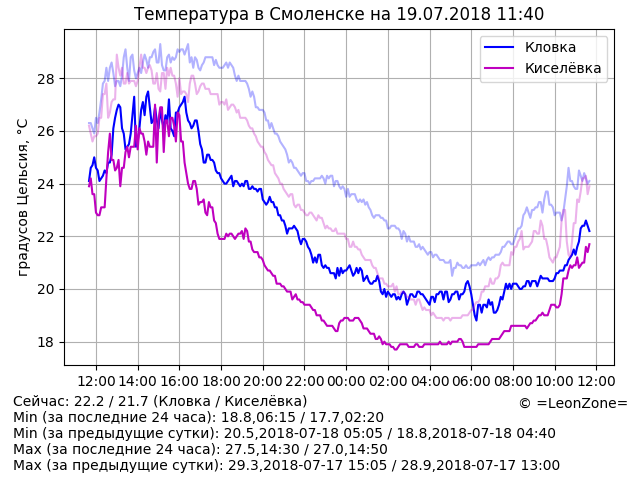 Температура в Смоленске на 19.07.2018 11:40
Кловка
Киселёвка
градусов Цельсия, °C
28
26
24
22
20
18
12:00 14:00 16:00 18:00 20:00 22:00 00:00 02:00 04:00 06:00 08:00 10:00 12:00
Сейчас: 22.2 / 21.7 (Кловка / Киселёвка)
© =LeonZone=
Min (за последние 24 часа): 18.8,06:15 / 17.7,02:20
Min (за предыдущие сутки): 20.5,2018-07-18 05:05 / 18.8,2018-07-18 04:40
Max (за последние 24 часа): 27.5,14:30 / 27.0,14:50
Max (за предыдущие сутки): 29.3,2018-07-17 15:05 / 28.9,2018-07-17 13:00